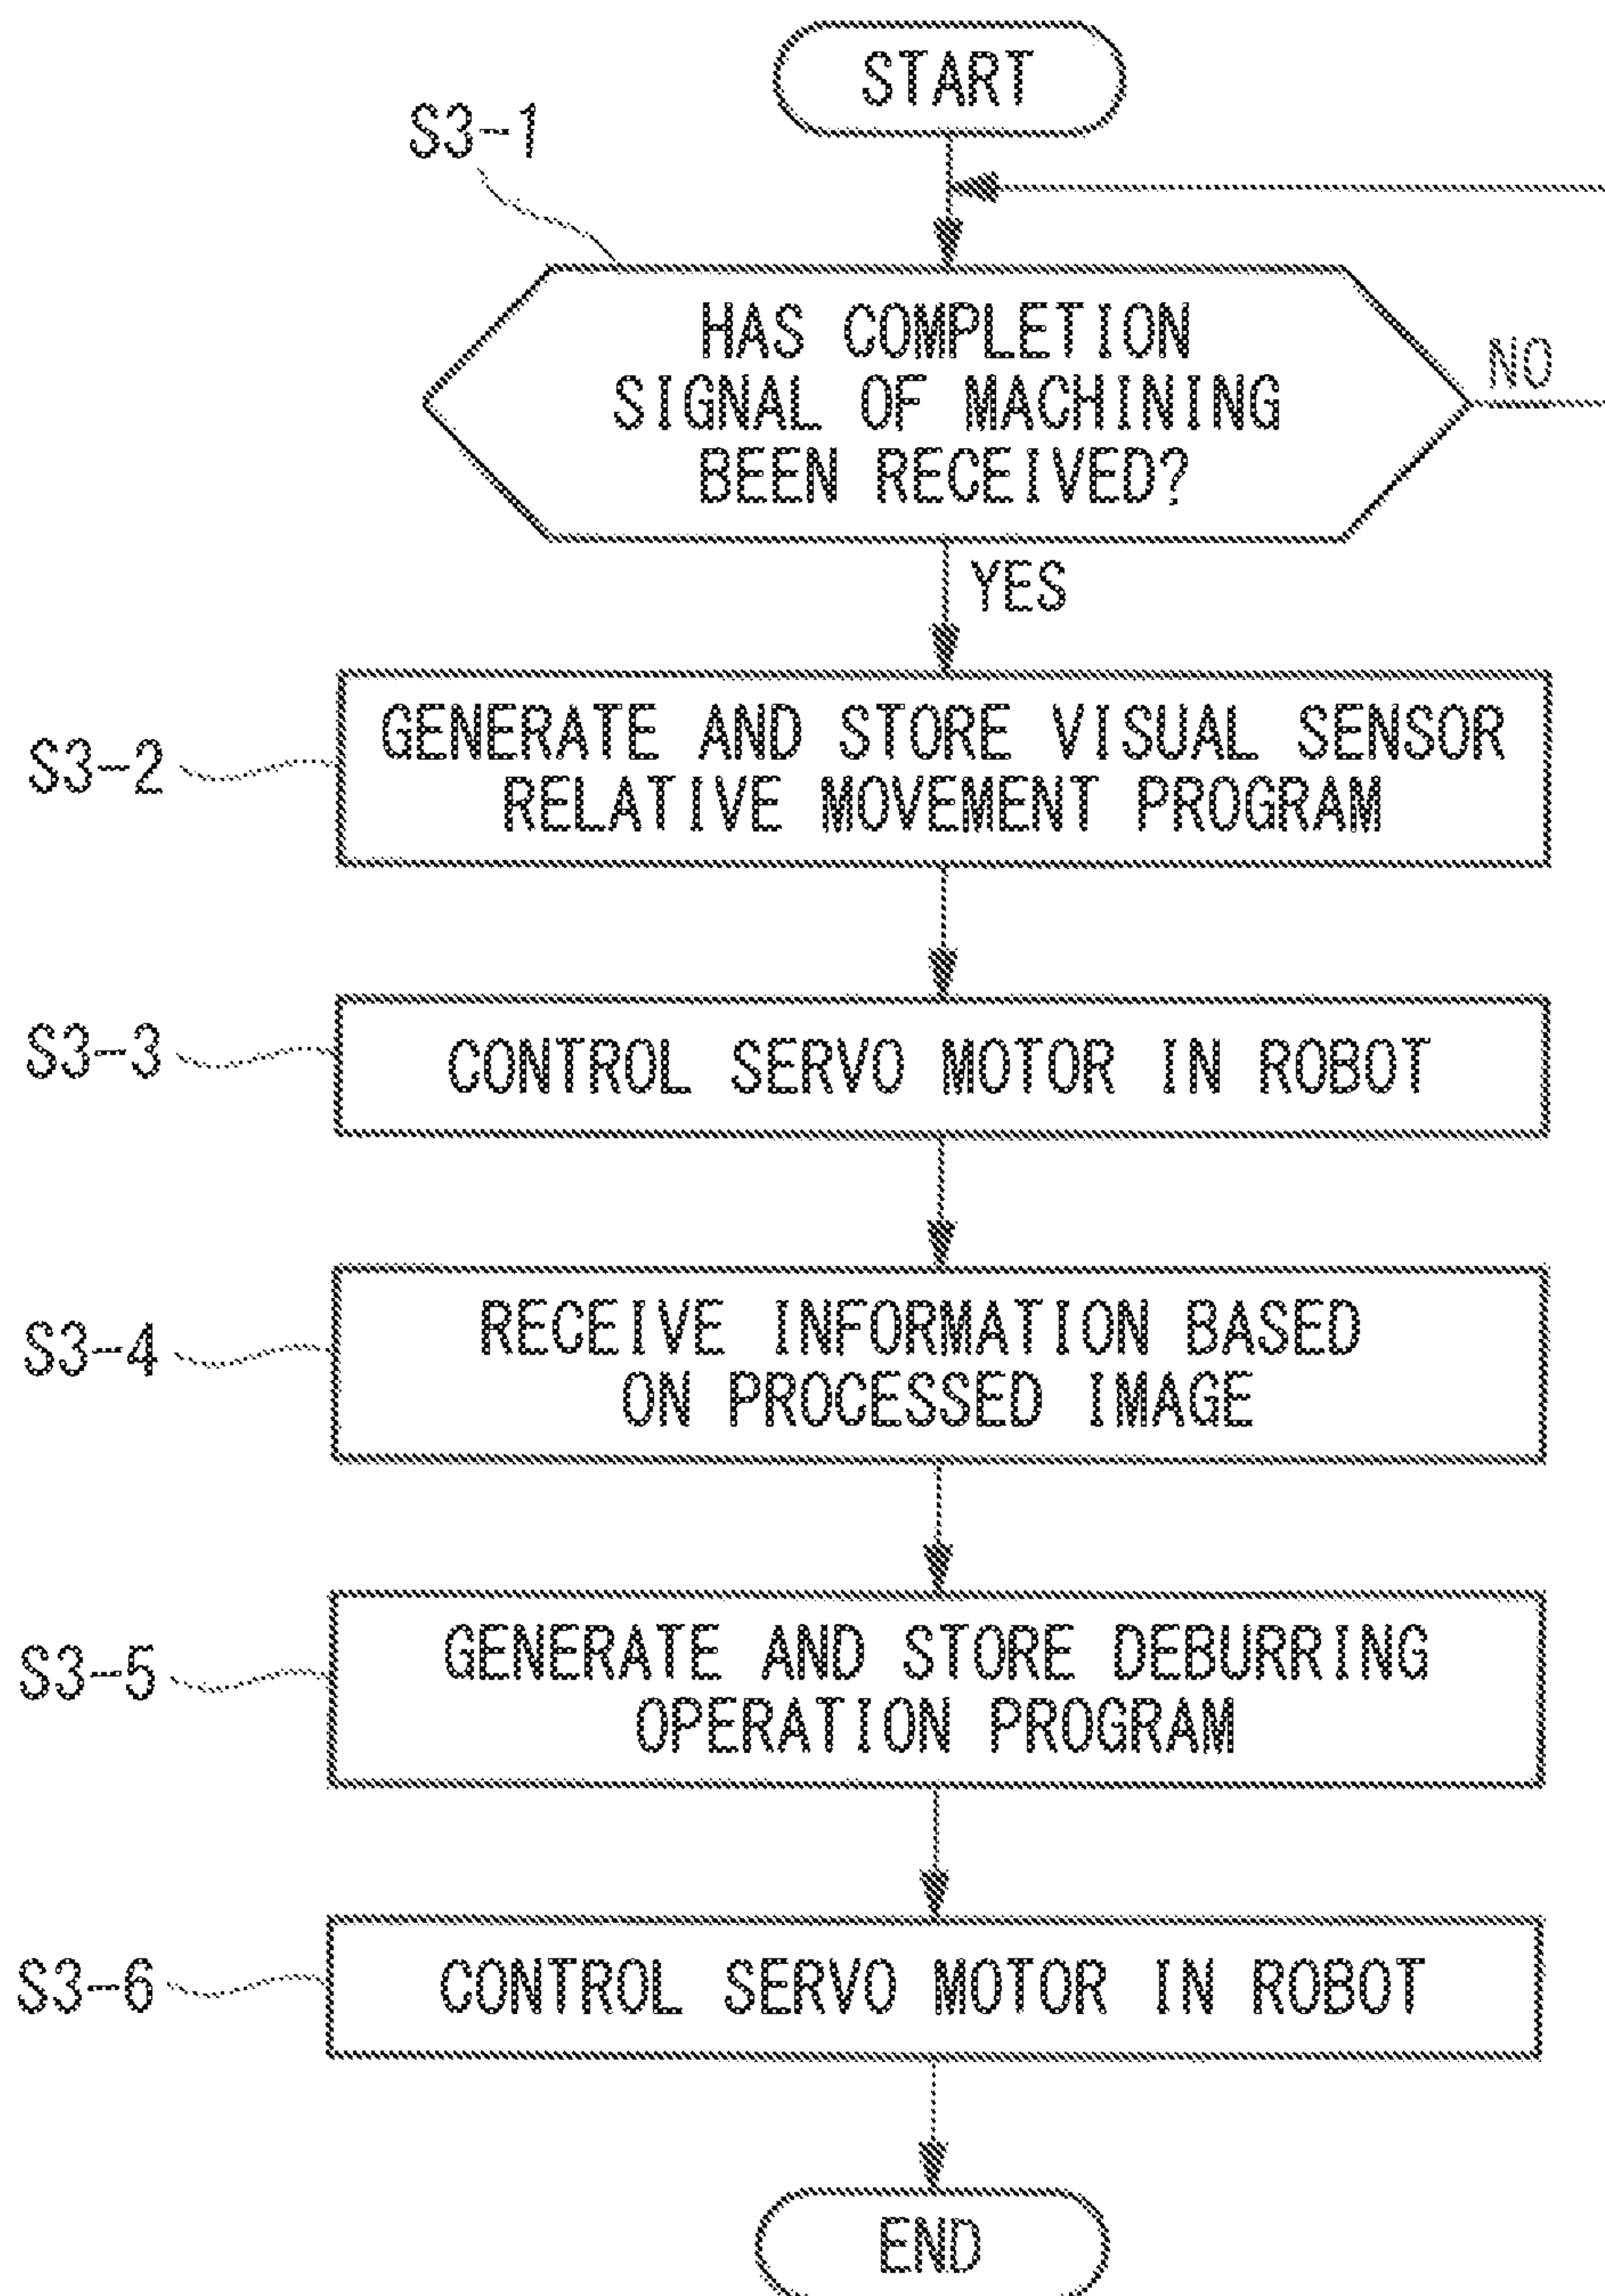 START
S3-1
HAS COMPLETION
SIGNAL OF MACHINING
BEEN RECEIVED?
NO
YES
S3-2
GENERATE AND STORE VISUAL SENSOR
RELATIVE MOVEMENT PROGRAM
S3-3
CONTROL SERVO MOTOR IN ROBOT
S3-4
RECEIVE INFORMATION BASED
ON PROCESSED IMAGE
S3-5
GENERATE AND STORE DEBURRING
OPERATION PROGRAM
S3-6
CONTROL SERVO MOTOR IN ROBOT
END